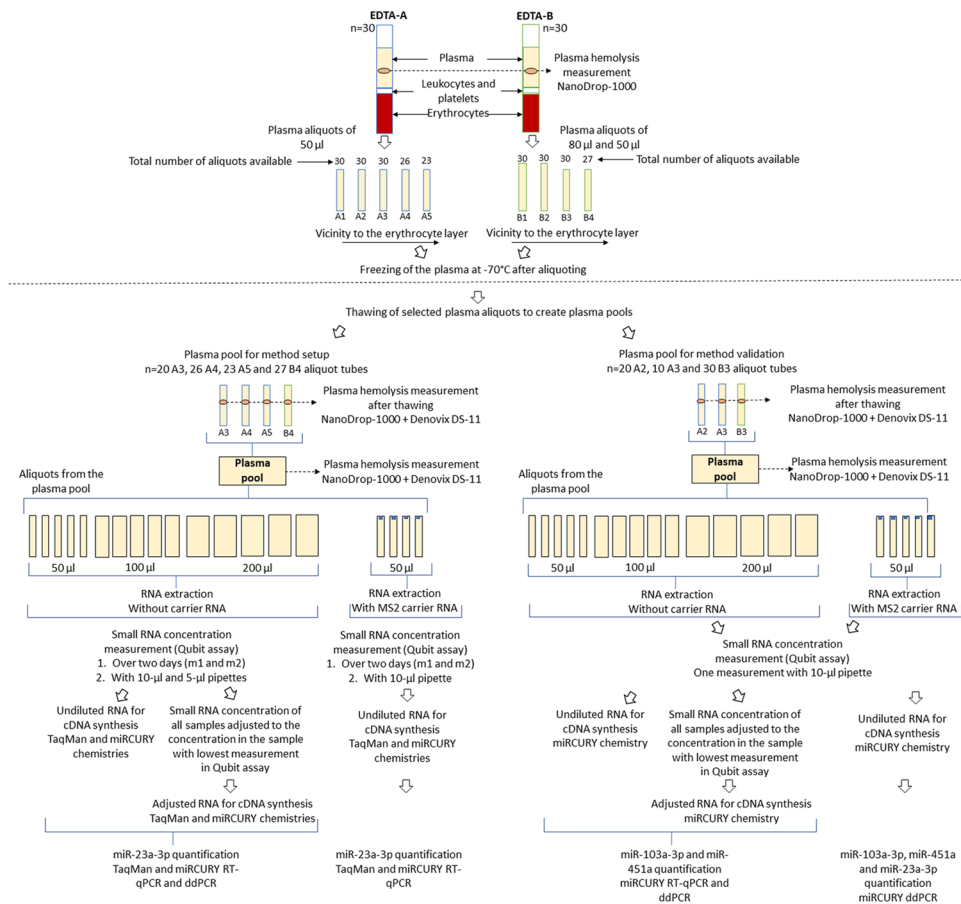 EDTA-A
n=30
EDTA-B
n=30
Plasma
Plasma hemolysis
measurement
NanoDrop-1000
Leukocytes and
platelets
Erythrocytes
Plasma aliquots of
50 µl
Plasma aliquots of
80 µl and 50 µl
Total number of aliquots available
30 30 30 26 23
30 30 30 27
Total number of aliquots available
A1 A2 A3 A4 A5
B1 B2 B3 B4
Vicinity to the erythrocyte layer
Vicinity to the erythrocyte layer
Freezing of the plasma at -70°C after aliquoting
Thawing of selected plasma aliquots to create plasma pools
Plasma pool for method setup
n=20 A3, 26 A4, 23 A5 and 27 B4 aliquot tubes
Plasma hemolysis measurement
after thawing
NanoDrop-1000 + Denovix DS-11
A3 A4 A5 B4
Plasma
pool
Plasma hemolysis measurement
NanoDrop-1000 + Denovix DS-11
Aliquots from the
plasma pool
50 µl 100 µl 200 µl
50 µl
RNA extraction
Without carrier RNA
RNA extraction
With MS2 carrier RNA
Small RNA concentration
measurement (Qubit assay)
1. Over two days (m1 and m2)
2. With 10-µl and 5-µl pipettes
Small RNA concentration
measurement (Qubit assay)
1. Over two days (m1 and m2)
2. With 10-µl pipette
Undiluted RNA for
cDNA synthesis
TaqMan and miRCURY
chemistries
Small RNA concentration of
all samples adjusted to the
concentration in the sample
with lowest measurement
in Qubit assay
Undiluted RNA for
cDNA synthesis
TaqMan and miRCURY
chemistries
Adjusted RNA for cDNA synthesis
TaqMan and miRCURY chemistries
miR-23a-3p quantification
TaqMan and miRCURY RT-
qPCR and ddPCR
miR-23a-3p quantification
TaqMan and miRCURY RT-
qPCR
Plasma pool for method validation
n=20 A2, 10 A3 and 30 B3 aliquot tubes
Plasma hemolysis measurement
after thawing
NanoDrop-1000 + Denovix DS-11
A2 A3 B3
Plasma
pool
Plasma hemolysis measurement
NanoDrop-1000 + Denovix DS-11
Aliquots from
the plasma pool
50 µl 100 µl 200 µl
50 µl
RNA extraction
Without carrier RNA
RNA extraction
With MS2 carrier RNA
Small RNA concentration
measurement (Qubit assay)
One measurement with 10-µl pipette
Undiluted RNA for
cDNA synthesis
miRCURY chemistry
Small RNA concentration of
all samples adjusted to the
concentration in the sample
with lowest measurement
in Qubit assay
Undiluted RNA for
cDNA synthesis
miRCURY chemistry
Adjusted RNA for cDNA synthesis
miRCURY chemistry
miR-103a-3p and miR-
451a quantification
miRCURY RT-qPCR and
ddPCR
miR-103a-3p, miR-451a
and miR-23a-3p
quantification
miRCURY ddPCR